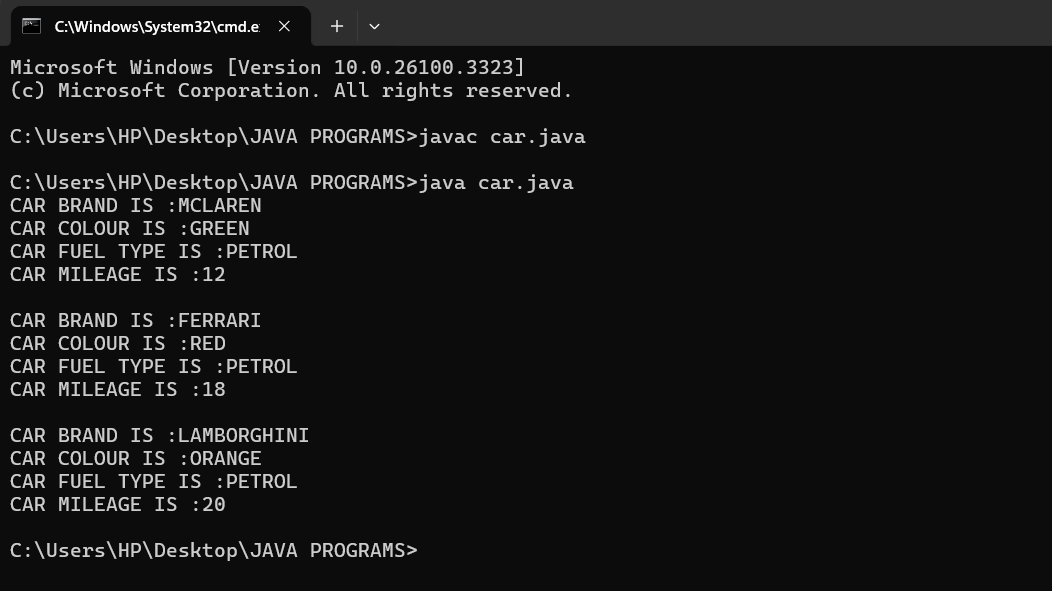 C:\Windows\System32\cmd.e
Microsoft Windows [Version 10.0.26100.3323]
(c) Microsoft Corporation. All rights reserved.
C:\Users\HP\Desktop\JAVA PROGRAMS>javac car.java
C:\Users\HP\Desktop\JAVA PROGRAMS>java car.java
CAR BRAND IS :MCLAREN
CAR COLOUR IS :GREEN
CAR FUEL TYPE IS :PETROL
CAR MILEAGE IS :12
CAR BRAND IS :FERRARI
CAR COLOUR IS :RED
CAR FUEL TYPE IS :PETROL
CAR MILEAGE IS :18
CAR BRAND IS :LAMBORGHINI
CAR COLOUR IS :ORANGE
CAR FUEL TYPE IS :PETROL
CAR MILEAGE IS :20
C:\Users\HP\Desktop\JAVA PROGRAMS>